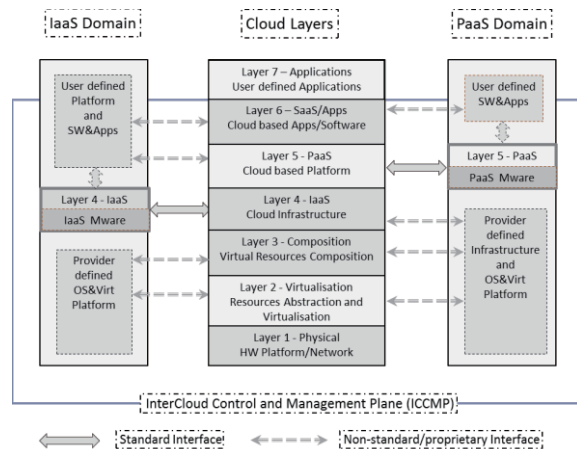 IaaS Domain
Cloud Layers
PaaS Domain
User defined
Platform
and
SW&Apps
Layer 4 - IaaS
IaaS Mware
Provider
defined
OS&Virt
Platform
Layer 7 – Applications
User defined Applications
Layer 6 – SaaS/Apps
Cloud based Apps/Software
Layer 5 - PaaS
Cloud based Platform
Layer 4 - IaaS
Cloud Infrastructure
Layer 3 - Composition
Virtual Resources Composition
Layer 2 - Virtualisation
Resources Abstraction and
Virtualisation
Layer 1 - Physical
HW Platform/Network
User defined
SW&Apps
Layer 5 - PaaS
PaaS Mware
Provider
defined
Infrastructure
and
OS&Virt
Platform
InterCloud Control and Management Plane (ICCMP)
Standard Interface
Non-standard/proprietary Interface